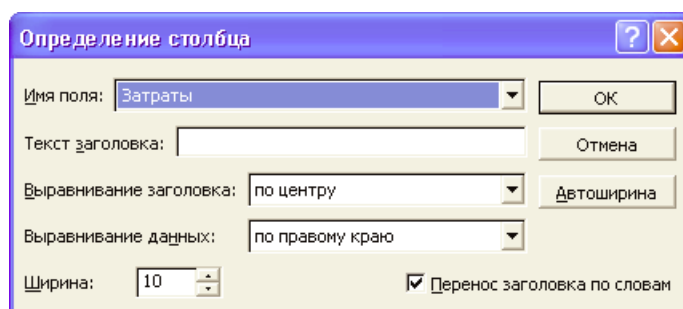 Определение столбца
Имя поля: Затраты ОК
Текст заголовка: Отмена
Выравнивание заголовка: по центру Автоширина
Выравнивание данных: по правому краю
Ширина: 10 Перенос заголовка по словам